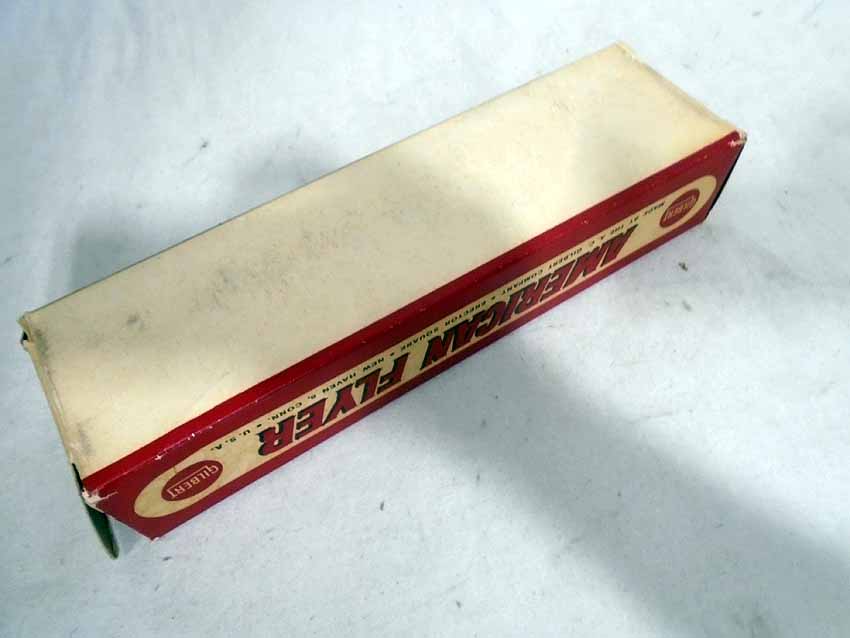 GILBERT
AMERICAN FLYER
MADE BY THE A. C. GILBERT COMPANY • ERECTOR SQUARE • NEW HAVEN 6, CONN. • U. S. A.
GILBERT